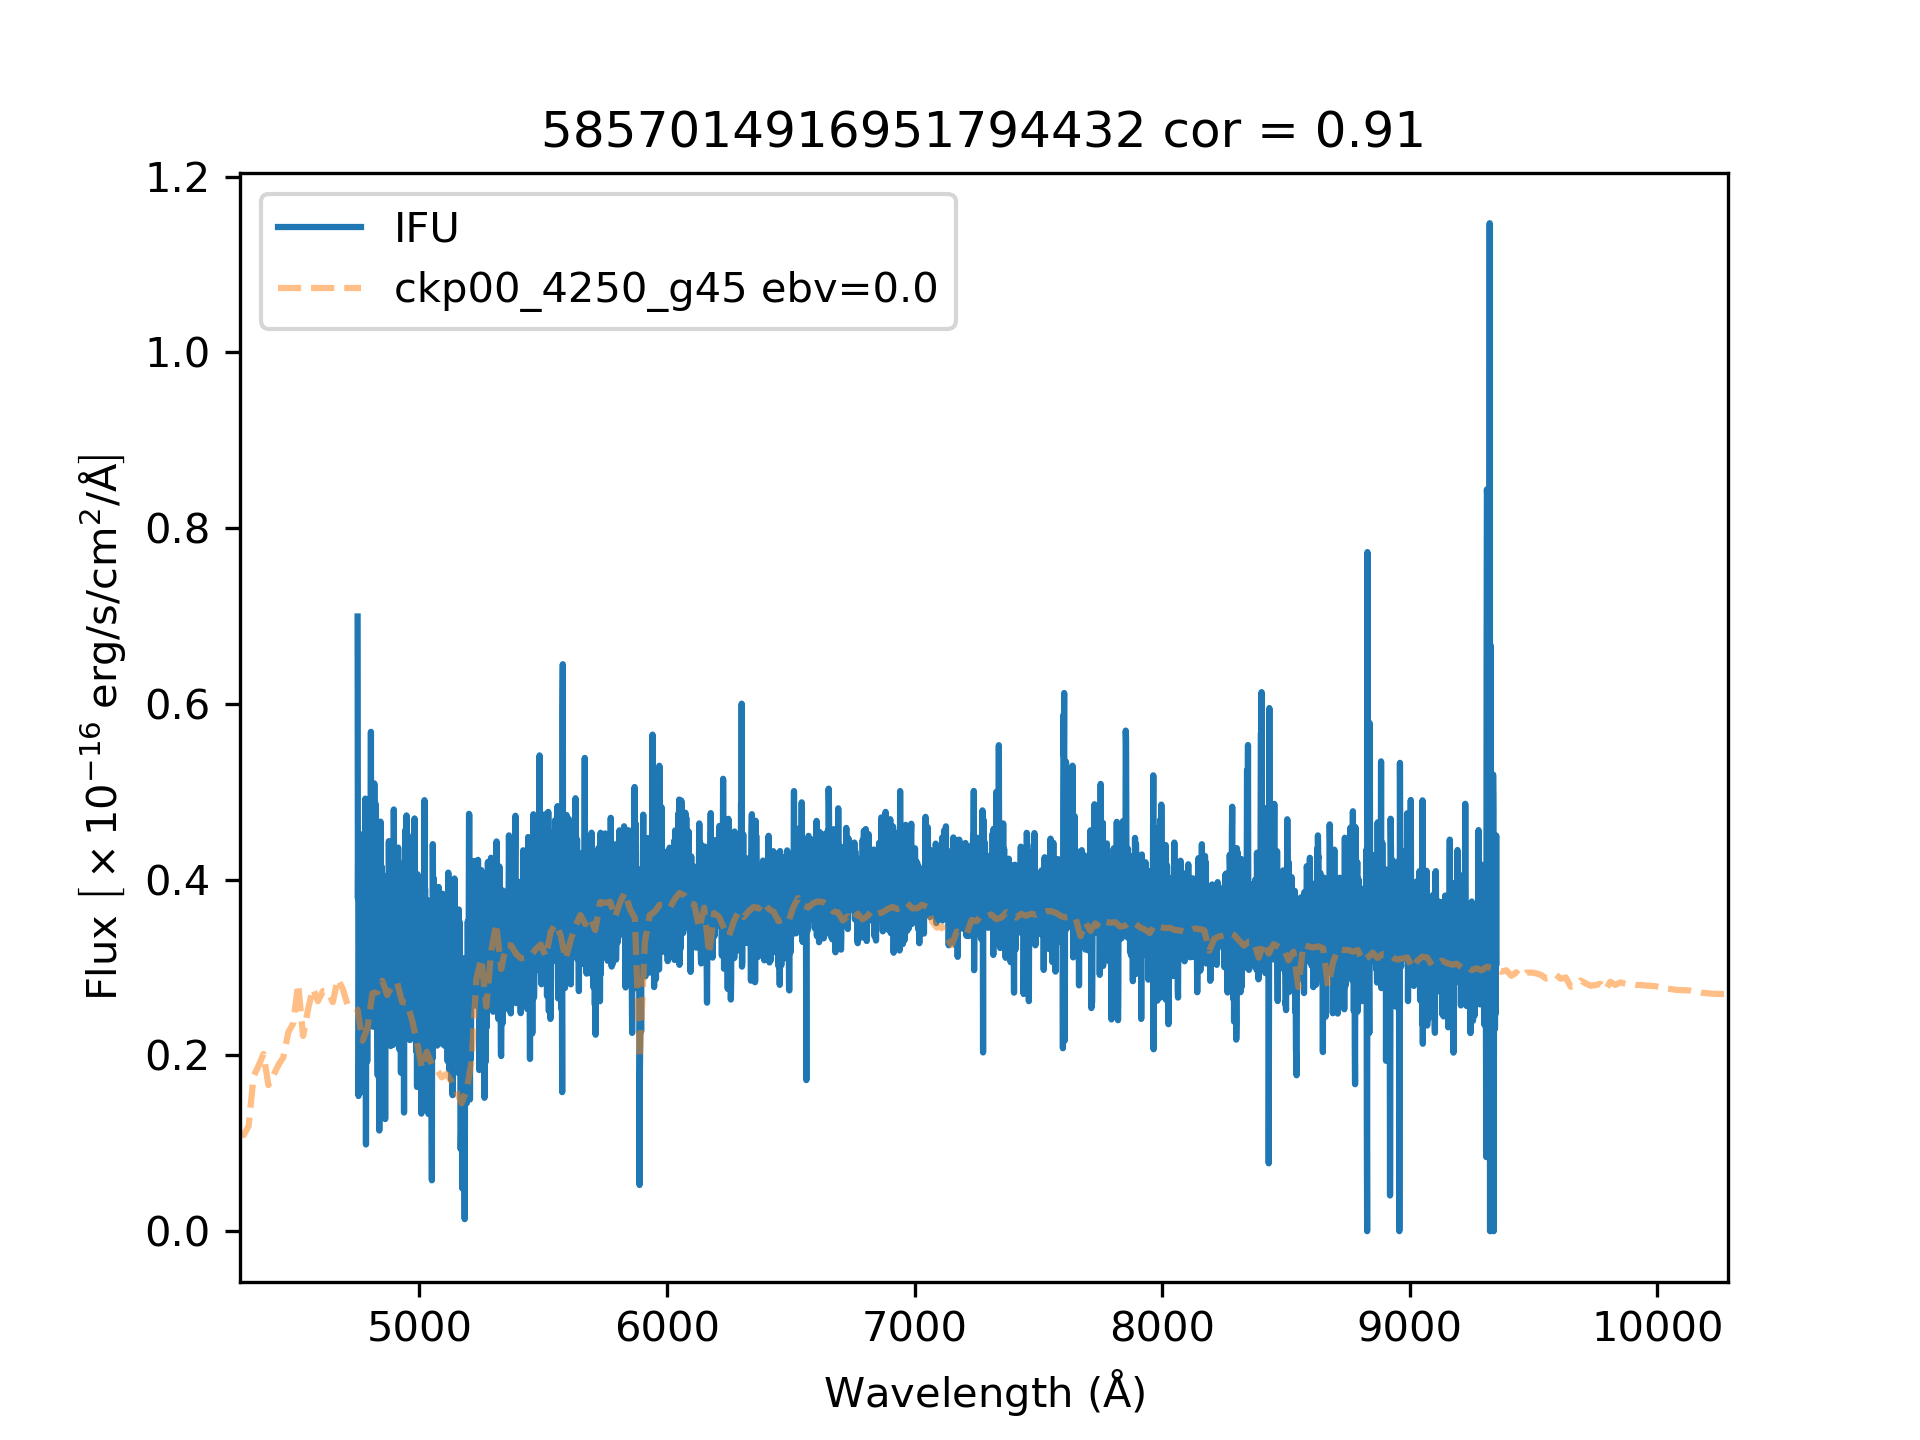 5857014916951794432 cor = 0.91
IFU
ckp00_4250_g45 ebv=0.0
1.2
1.0
0.8
0.6
0.4
0.2
0.0
Flux [× 10⁻¹⁶ erg/s/cm²/Å]
5000 6000 7000 8000 9000 10000
Wavelength (Å)